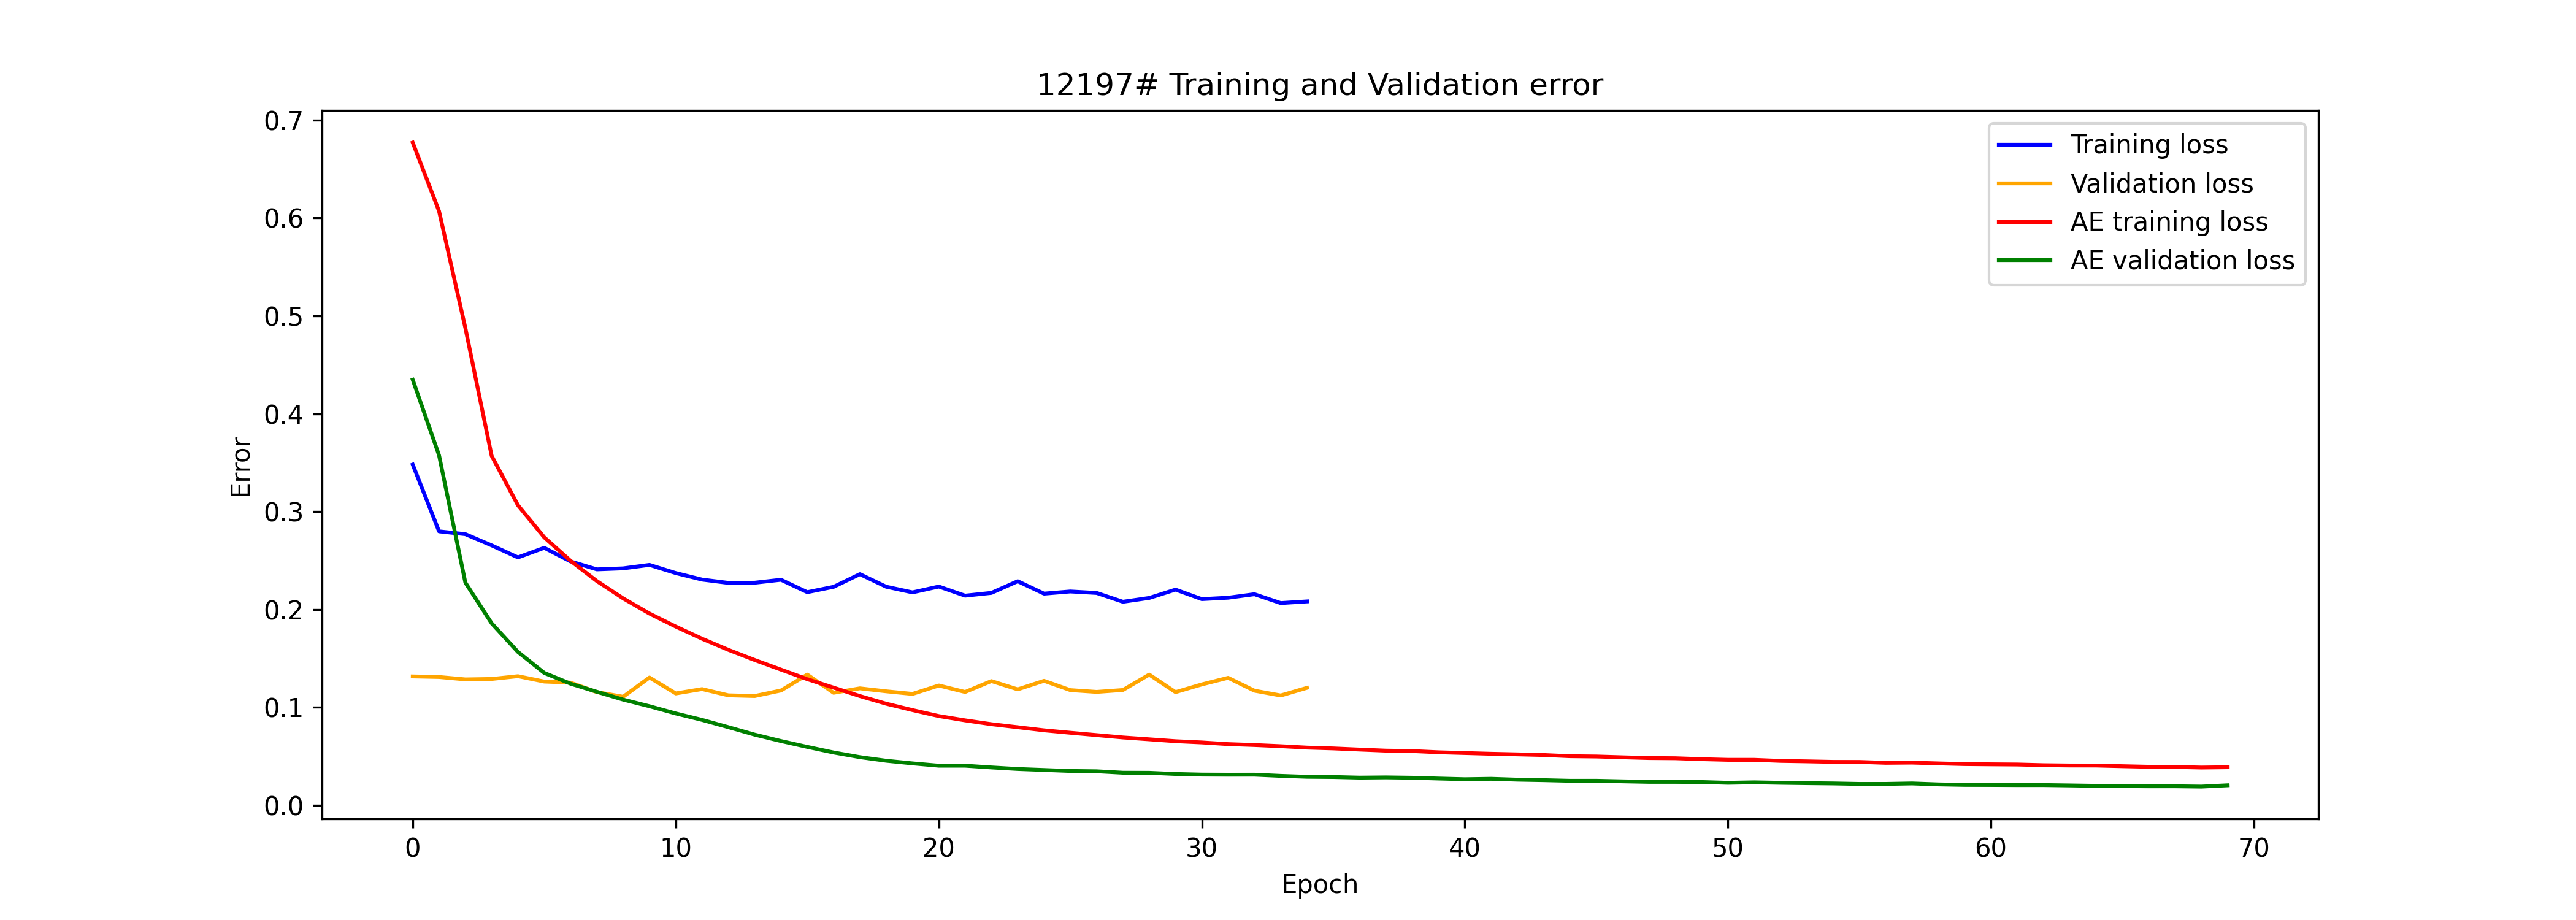 12197# Training and Validation error
Training loss
Validation loss
AE training loss
AE validation loss
Error
0.7
0.6
0.5
0.4
0.3
0.2
0.1
0.0
0 10 20 30 40 50 60 70
Epoch